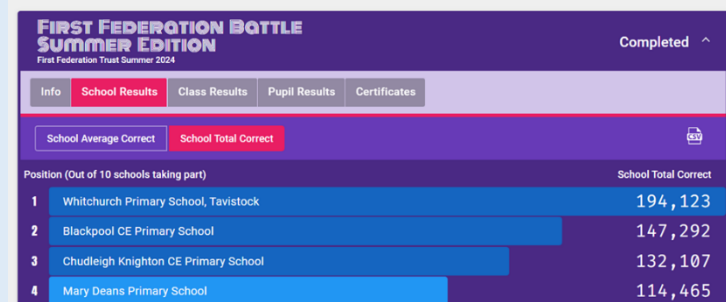 First Federation Battle
Summer Edition
First Federation Trust Summer 2024
Completed
Info School Results Class Results Pupil Results Certificates
School Average Correct School Total Correct CSV
Position (Out of 10 schools taking part) School Total Correct
1 Whitchurch Primary School, Tavistock 194,123
2 Blackpool CE Primary School 147,292
3 Chudleigh Knighton CE Primary School 132,107
4 Mary Deans Primary School 114,465